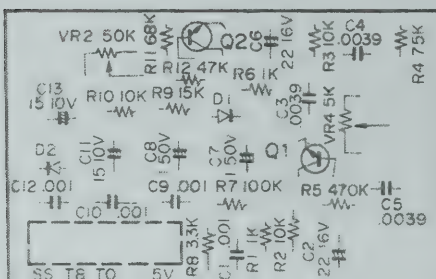 VR2 50K
R11 68K
Q2
C6
22 16V
R3 10K
C4
.0039
R4 75K
R12 47K
R6 1K
C13
15 10V
R10 10K
R9 15K
D1
C3
.0039
VR4 5K
D2
C11
15 10V
C8
1 50V
C7
1 50V
Q1
C12 .001
C10 .001
C9 .001
R7 100K
R5 470K
C5
.0039
R8 3.3K
C1 .001
R1 1K
R2 10K
C2
22 16V
SS T8 TO 5V